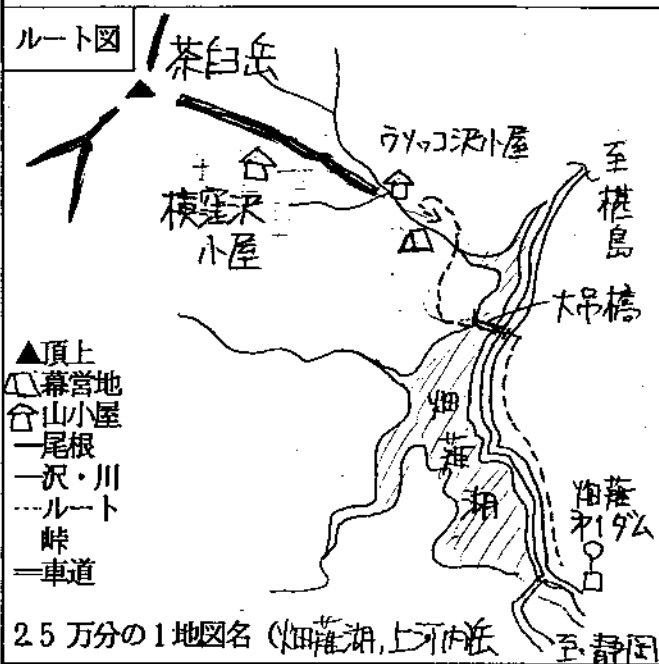 ルート図
茶臼岳
ウソッコ沢小屋
至
椹
島
横窪沢
小屋
大吊橋
▲頂上
幕営地
山小屋
―尾根
―沢・川
---ルート
峠
=車道
畑
薙
湖
畑薙
オ1ダム
2.5 万分の1地図名 (畑薙湖,上河内岳
至静岡